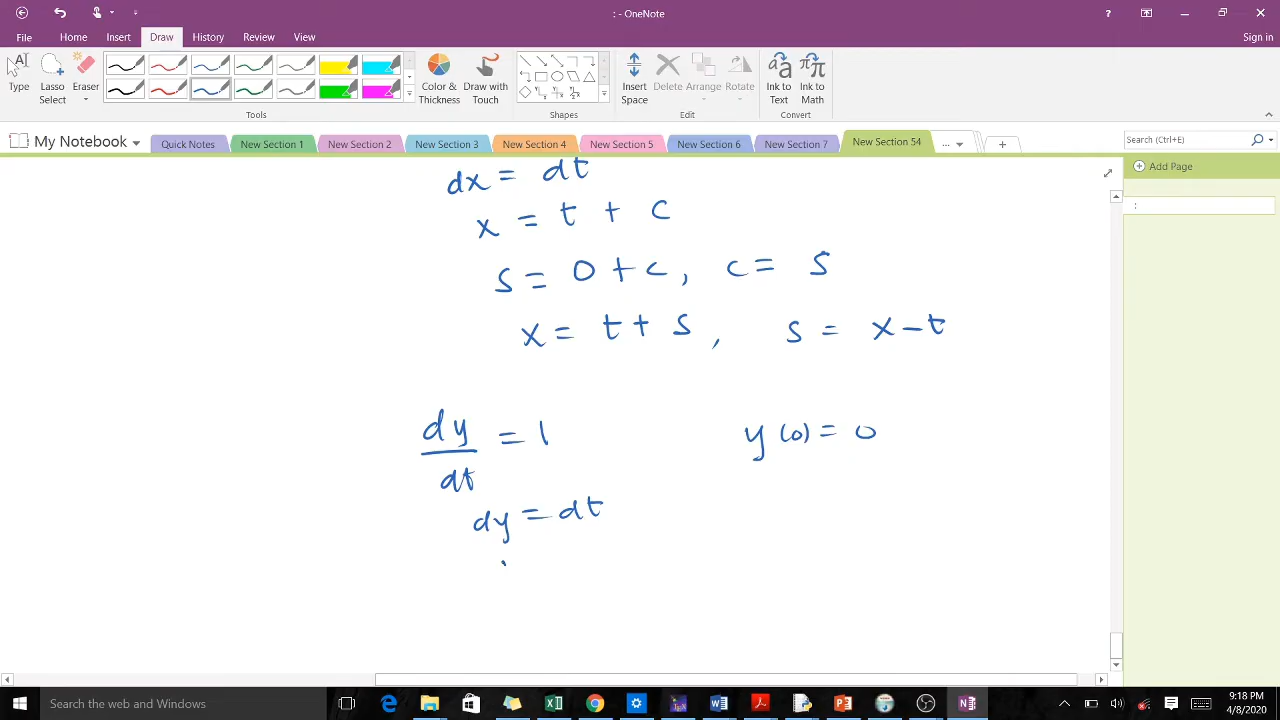 : - OneNote
?
Sign in
File Home Insert Draw History Review View
Type
Lasso Select
Eraser
Color & Thickness
Draw with Touch
Insert Space
Delete
Arrange
Rotate
Ink to Text
Ink to Math
Tools
Shapes
Edit
Convert
My Notebook
Quick Notes
New Section 1
New Section 2
New Section 3
New Section 4
New Section 5
New Section 6
New Section 7
New Section 54
...
Search (Ctrl+E)
Add Page
:
dx = dt
x = t + c
s = 0 + c, c = s
x = t + s, s = x - t
dy/dt = 1 y(0) = 0
dy = dt
Search the web and Windows
9:18 PM
4/8/2020